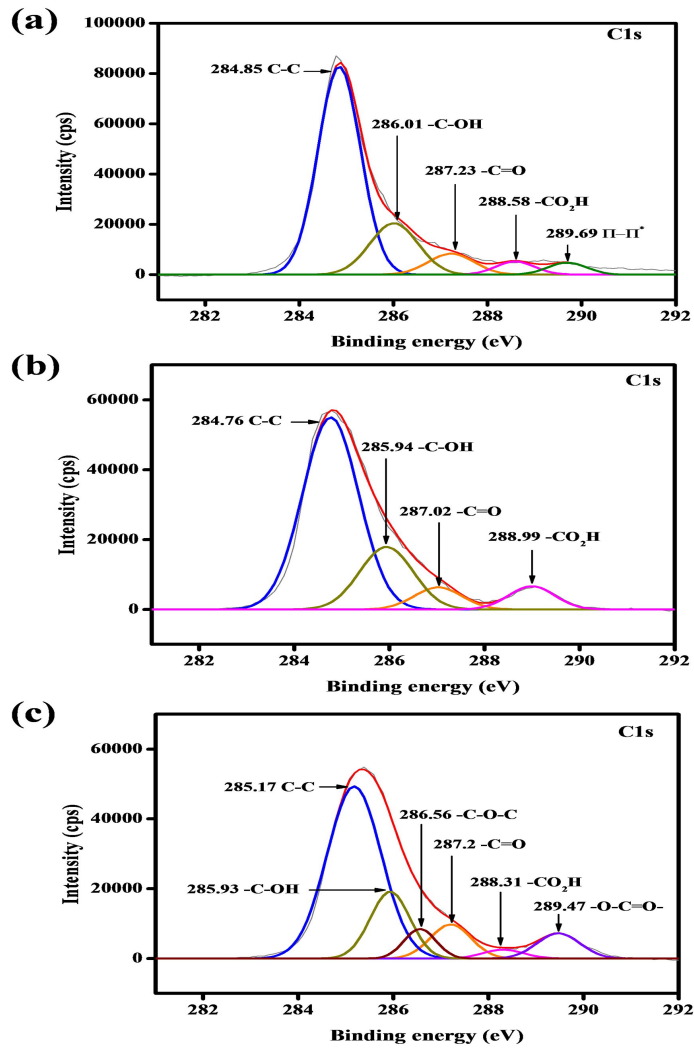 (a)
C1s
284.85 C-C
286.01 -C-OH
287.23 -C=O
288.58 -CO₂H
289.69 Π-Π*
100000
80000
60000
40000
20000
0
Intensity (cps)
282 284 286 288 290 292
Binding energy (eV)
(b)
C1s
284.76 C-C
285.94 -C-OH
287.02 -C=O
288.99 -CO₂H
60000
40000
20000
0
Intensity (cps)
282 284 286 288 290 292
Binding energy (eV)
(c)
C1s
285.17 C-C
286.56 -C-O-C
287.2 -C=O
285.93 -C-OH
288.31 -CO₂H
289.47 -O-C=O-
60000
40000
20000
0
Intensity (cps)
282 284 286 288 290 292
Binding energy (eV)